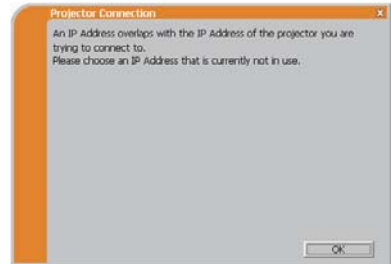 Projector Connection
An IP Address overlaps with the IP Address of the projector you are
trying to connect to.
Please choose an IP Address that is currently not in use.
OK